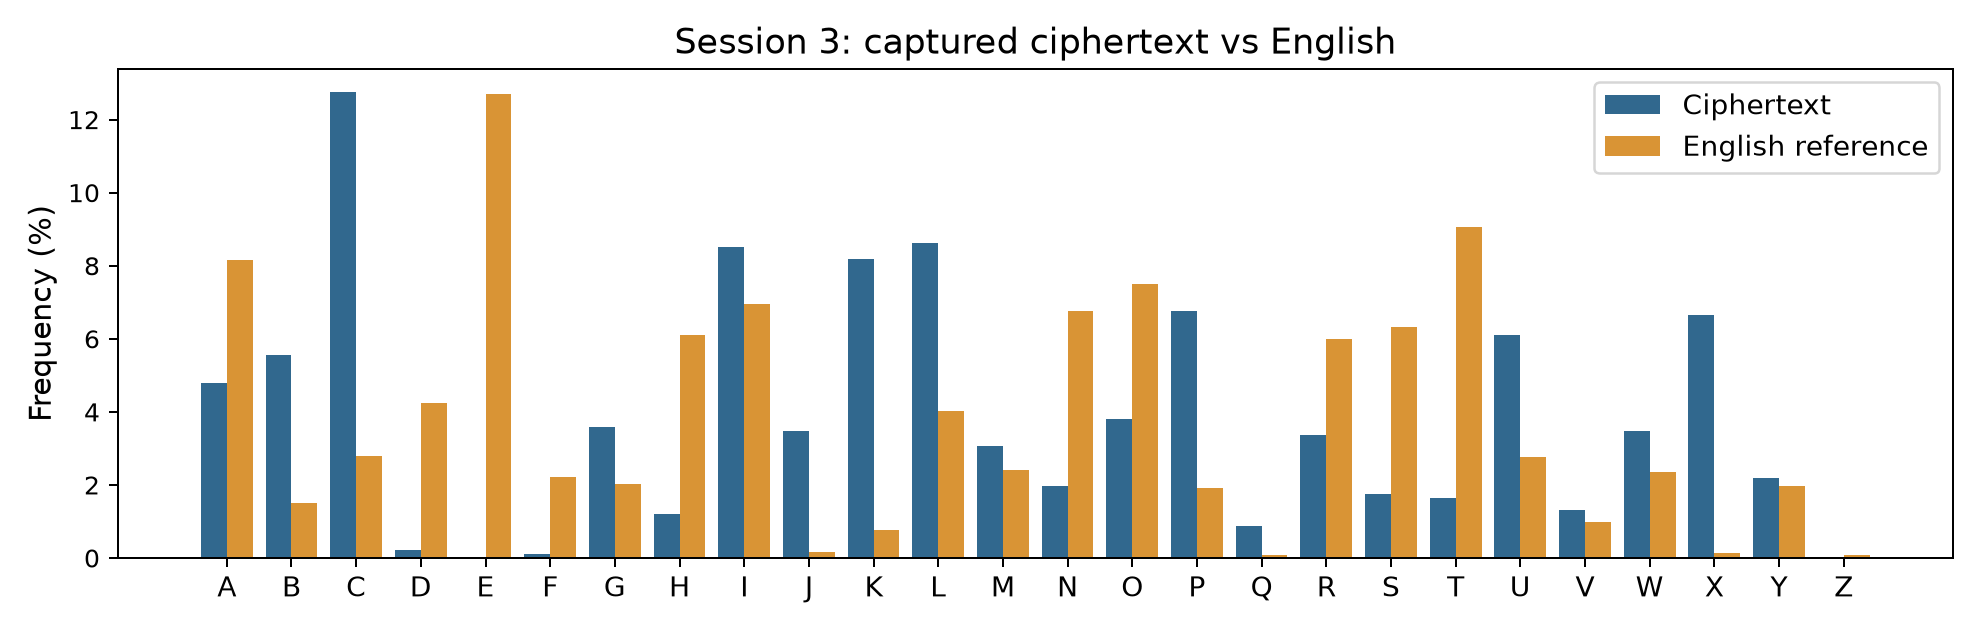 Session 3: captured ciphertext vs English
Ciphertext
English reference
Frequency (%)
12
10
8
6
4
2
0
A B C D E F G H I J K L M N O P Q R S T U V W X Y Z